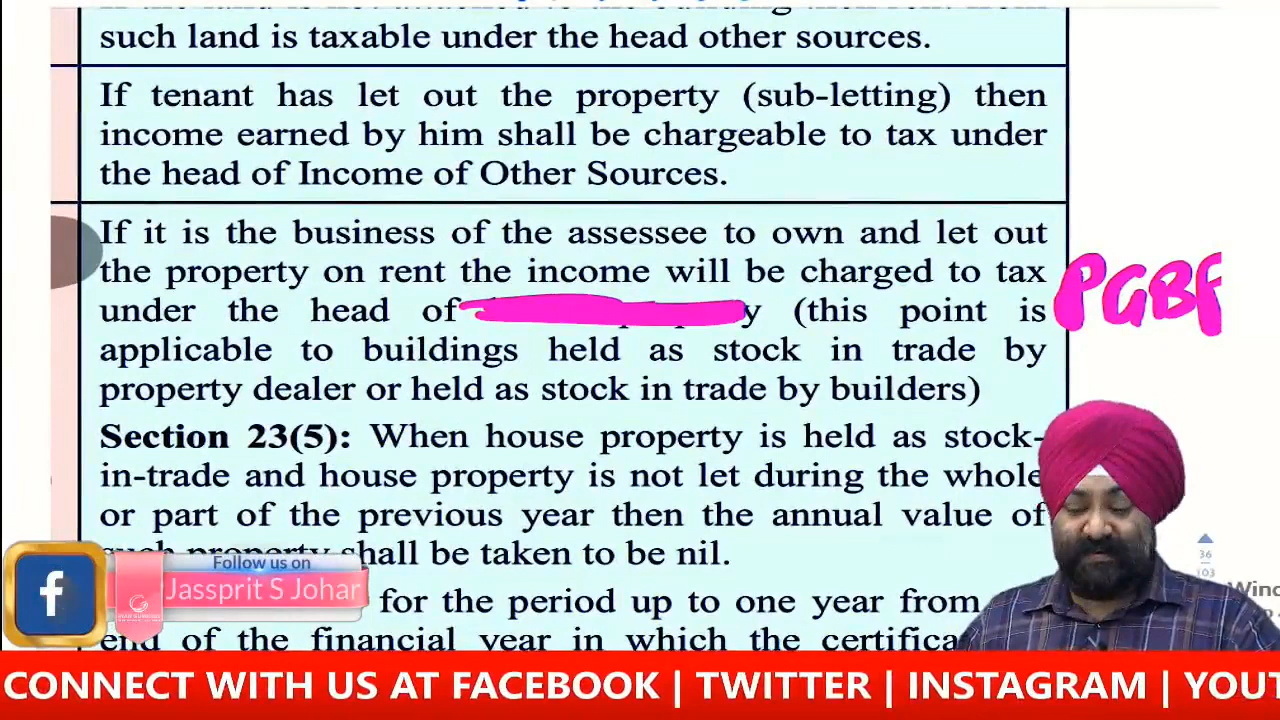 such land is taxable under the head other sources.
If tenant has let out the property (sub-letting) then
income earned by him shall be chargeable to tax under
the head of Income of Other Sources.
If it is the business of the assessee to own and let out
the property on rent the income will be charged to tax
under the head of (this point is
PGBP
applicable to buildings held as stock in trade by
property dealer or held as stock in trade by builders)
Section 23(5): When house property is held as stock-
in-trade and house property is not let during the whole
or part of the previous year then the annual value of
such property shall be taken to be nil.
for the period up to one year from
end of the financial year in which the
36
103
Follow us on
Jassprit S Johar
CONNECT WITH US AT FACEBOOK | TWITTER | INSTAGRAM |